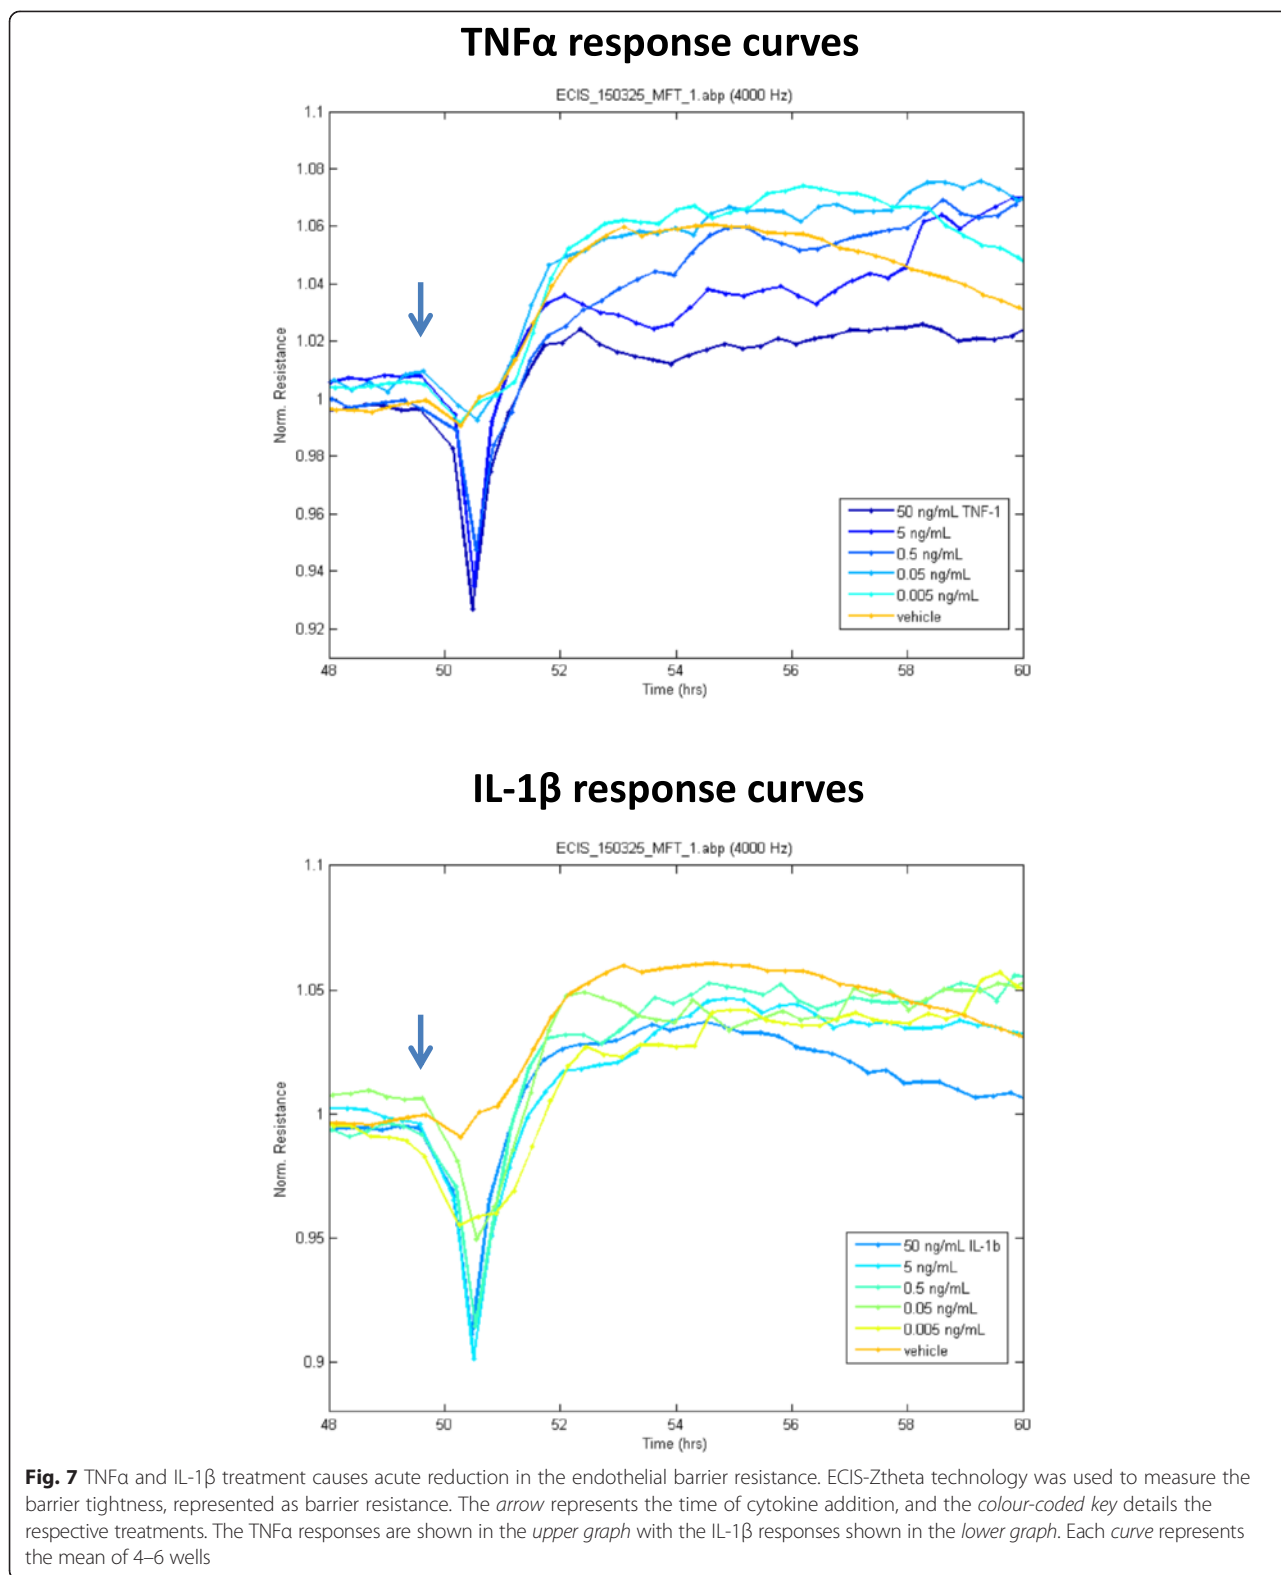 TNFα response curves
ECIS_150325_MFT_1.abp (4000 Hz)
1.1
1.08
1.06
1.04
1.02
1
0.98
0.96
0.94
0.92
Norm. Resistance
50 ng/mL TNF-1
5 ng/mL
0.5 ng/mL
0.05 ng/mL
0.005 ng/mL
vehicle
48 50 52 54 56 58 60
Time (hrs)
IL-1β response curves
ECIS_150325_MFT_1.abp (4000 Hz)
1.1
1.05
1
0.95
0.9
Norm. Resistance
50 ng/mL IL-1b
5 ng/mL
0.5 ng/mL
0.05 ng/mL
0.005 ng/mL
vehicle
48 50 52 54 56 58 60
Time (hrs)
Fig. 7 TNFα and IL-1β treatment causes acute reduction in the endothelial barrier resistance. ECIS-Ztheta technology was used to measure the
barrier tightness, represented as barrier resistance. The arrow represents the time of cytokine addition, and the colour-coded key details the
respective treatments. The TNFα responses are shown in the upper graph with the IL-1β responses shown in the lower graph. Each curve represents
the mean of 4–6 wells